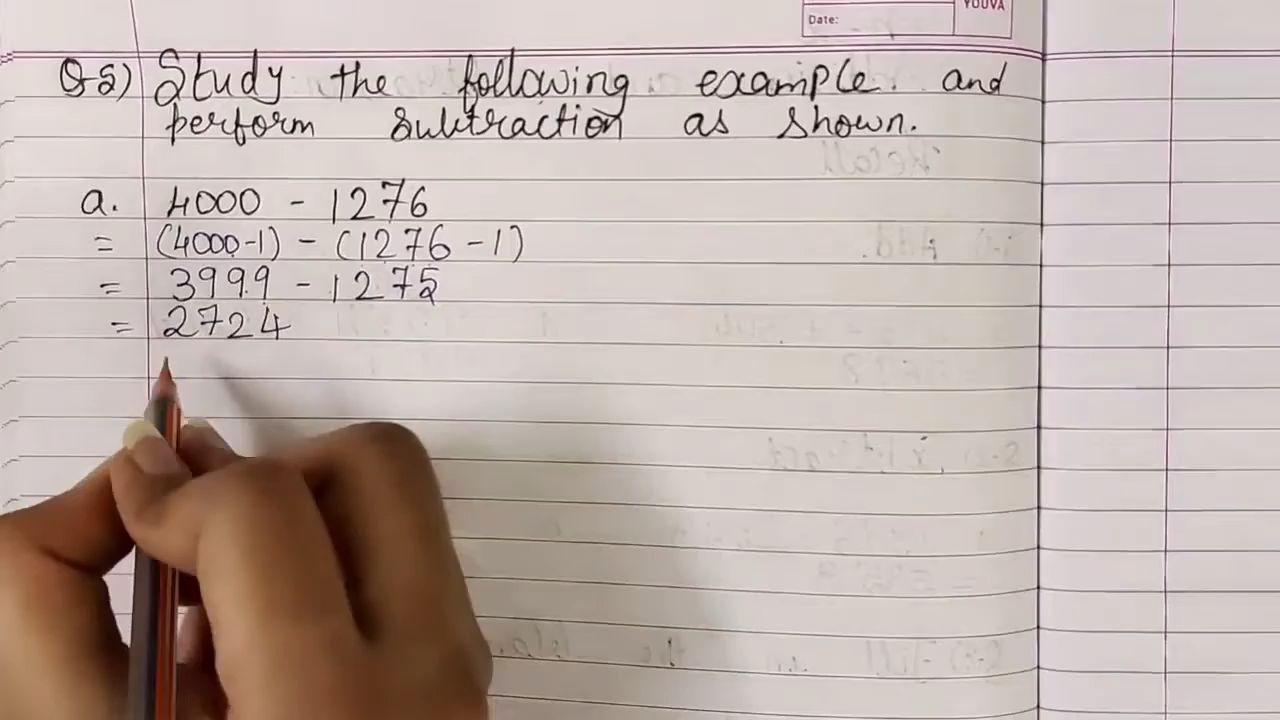 YOUVA
Date:
Q5) Study the following example and
perform subtraction as shown.
a. 4000 - 1276
= (4000-1) - (1276-1)
= 3999 - 1275
= 2724